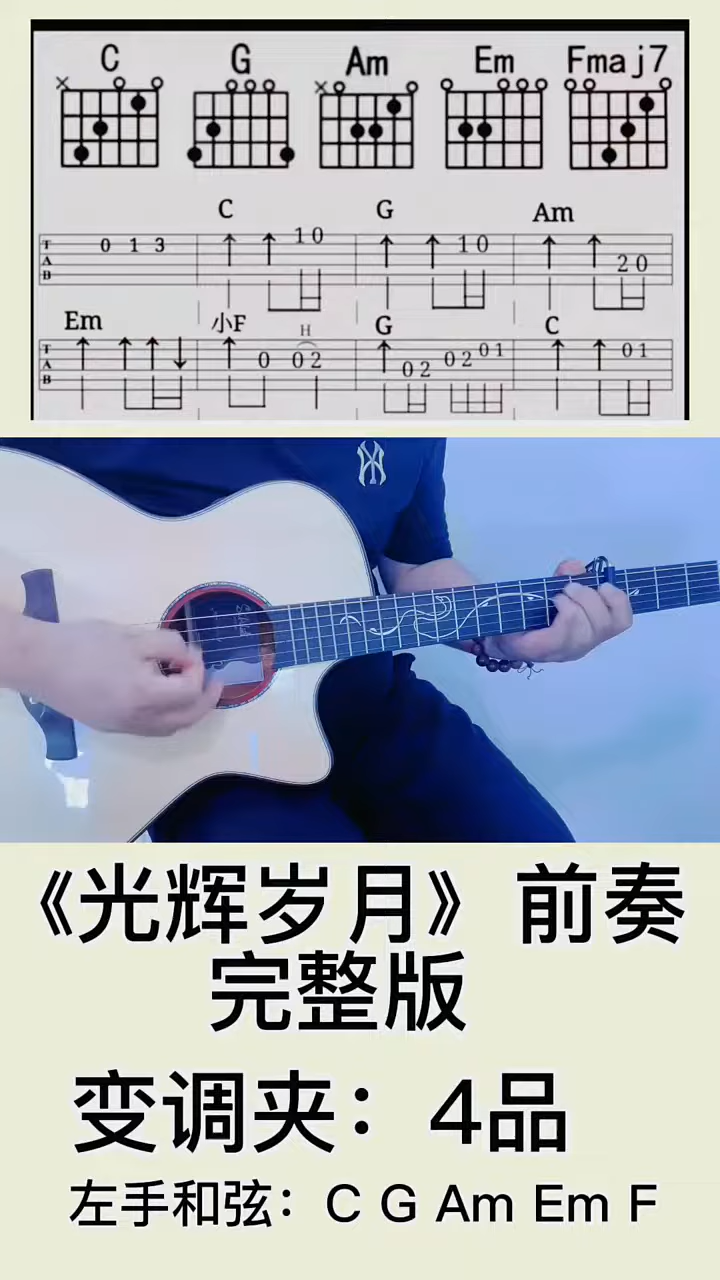 C G Am Em Fmaj7
× × 
C G Am
T A B 0 1 3 1 0 1 0 2 0
Em 小F H G C
T A B 0 0 2 0 2 0 2 0 1 0 1
NY
《光辉岁月》前奏
完整版
变调夹：4品
左手和弦：C G Am Em F